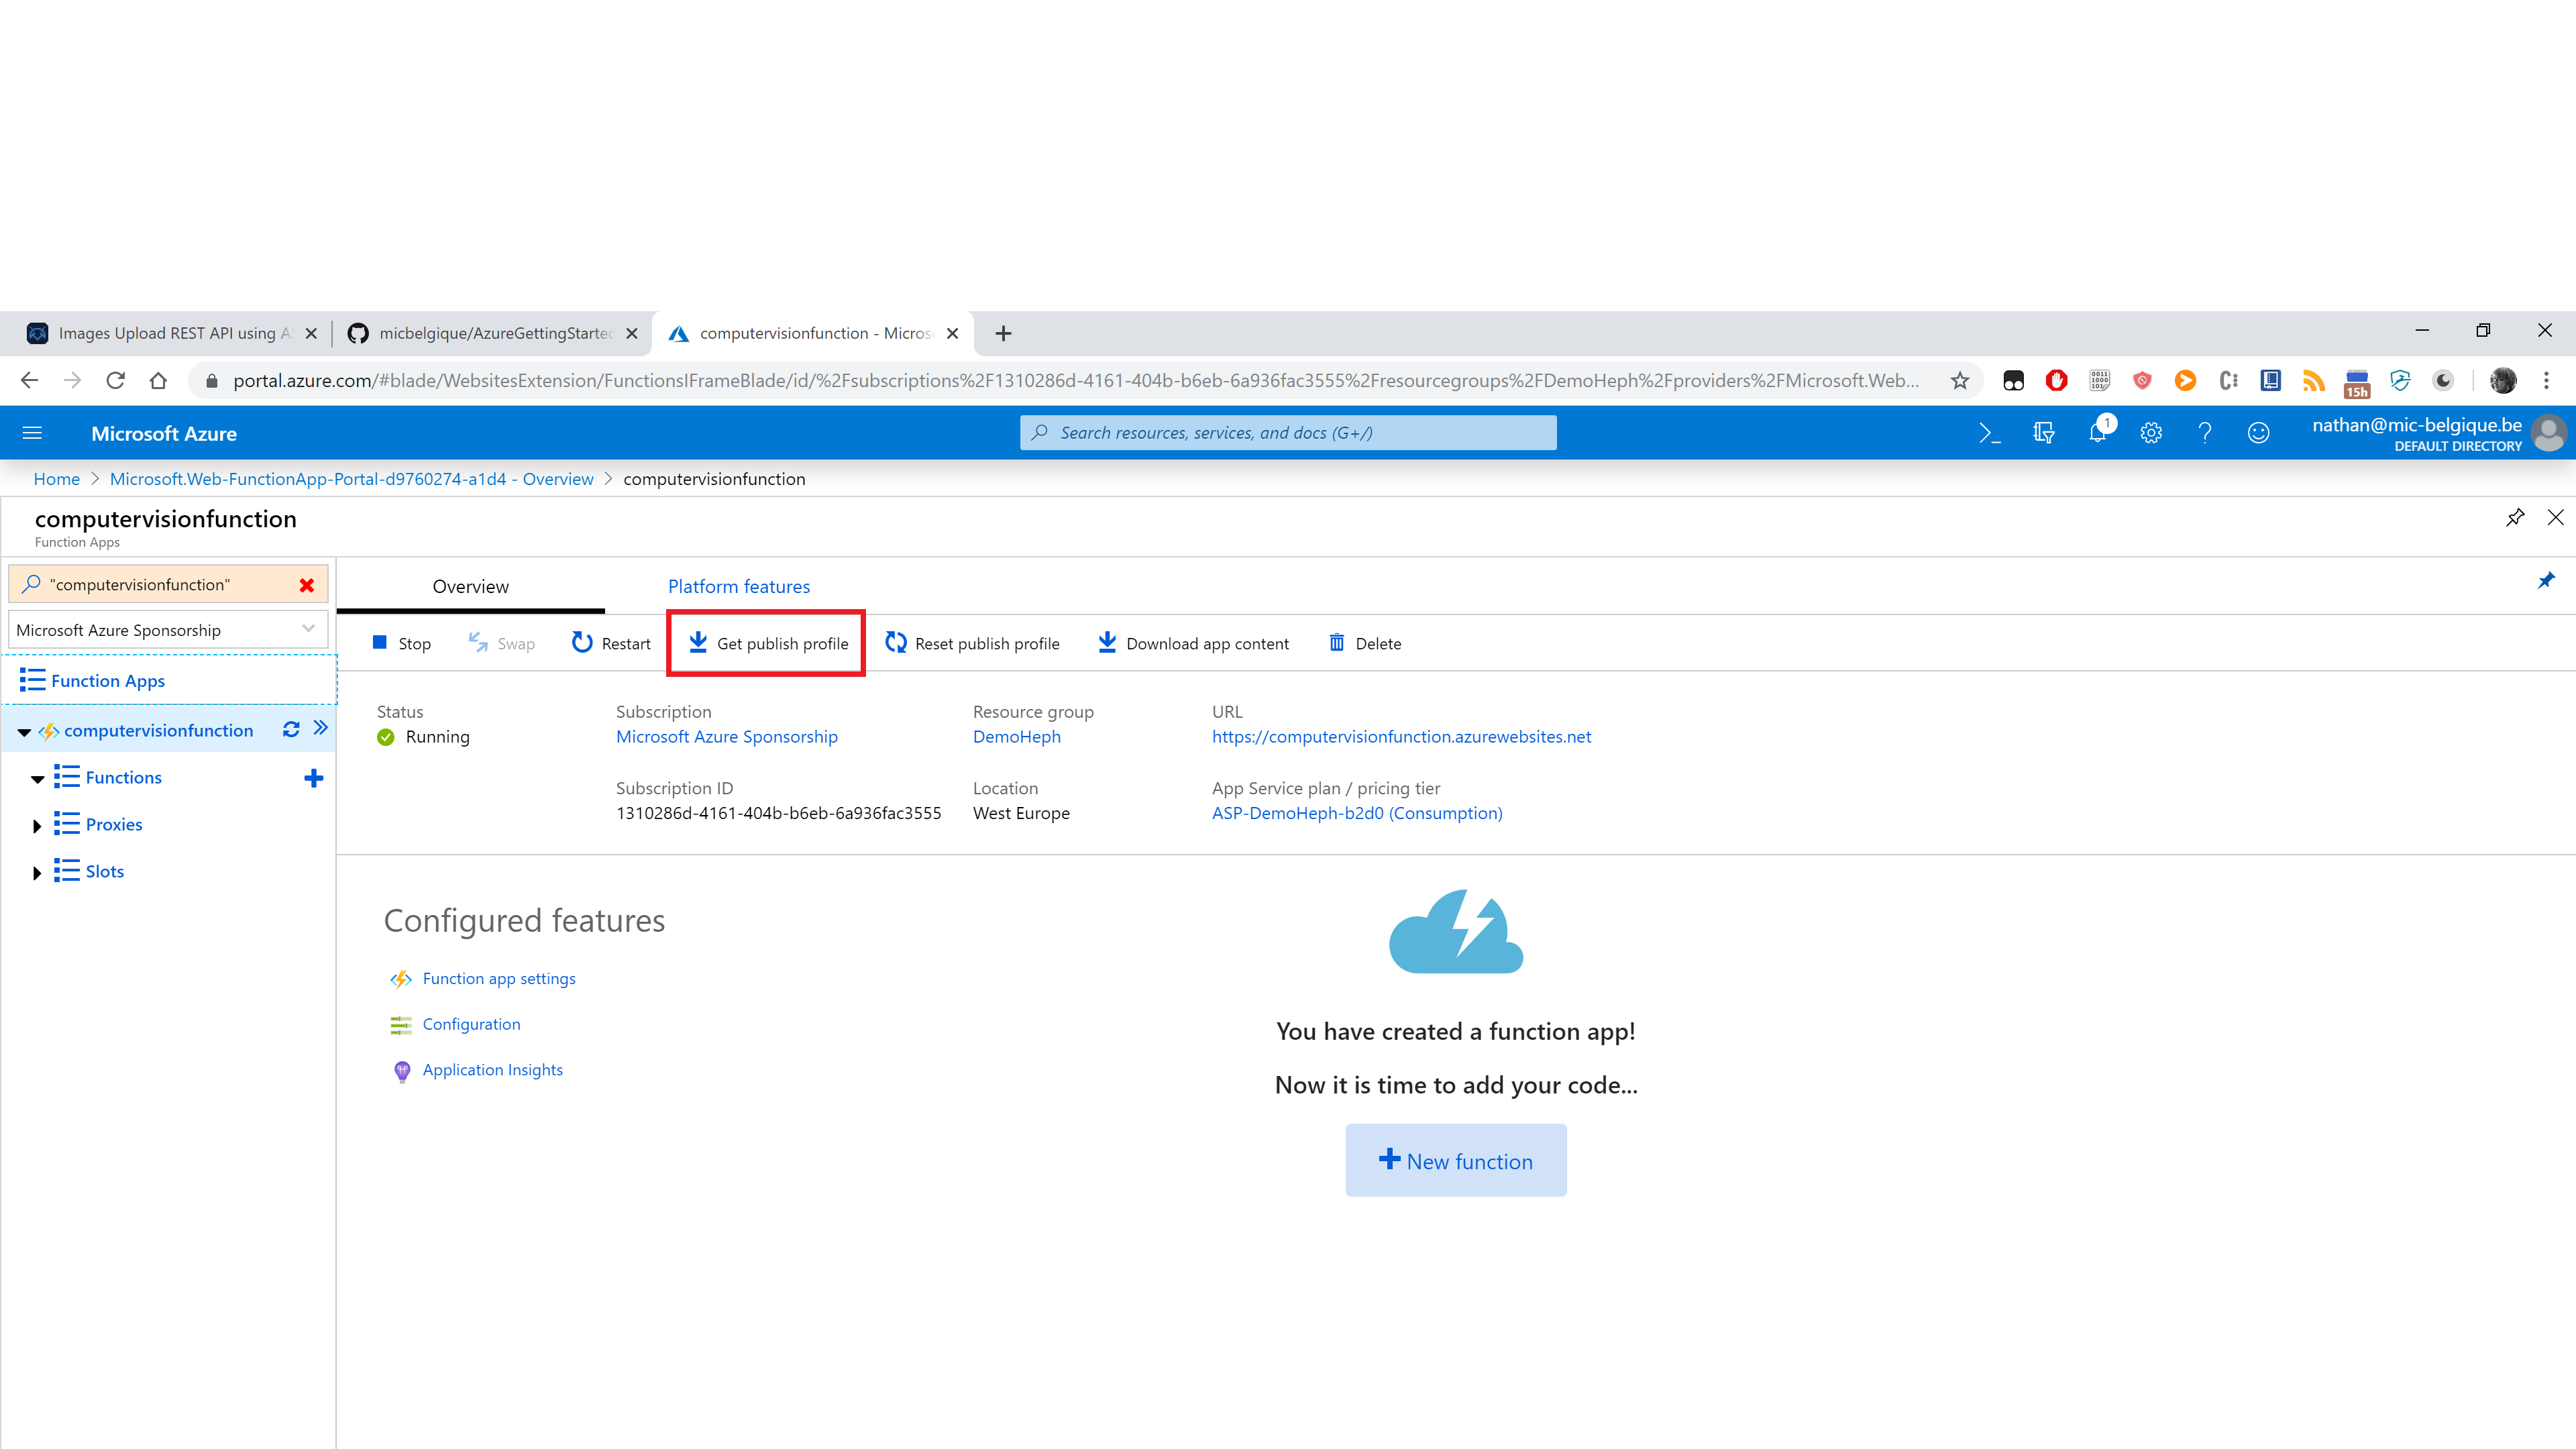 Images Upload REST API using A
micbelgique/AzureGettingStarted
computervisionfunction - Micros
portal.azure.com/#blade/WebsitesExtension/FunctionsIFrameBlade/id/%2Fsubscriptions%2F1310286d-4161-404b-b6eb-6a936fac3555%2Fresourcegroups%2FDemoHeph%2Fproviders%2FMicrosoft.Web...
15h
Microsoft Azure
Search resources, services, and docs (G+/)
1
nathan@mic-belgique.be
DEFAULT DIRECTORY
Home > Microsoft.Web-FunctionApp-Portal-d9760274-a1d4 - Overview > computervisionfunction
computervisionfunction
Function Apps
"computervisionfunction"
Microsoft Azure Sponsorship
Function Apps
computervisionfunction
Functions
Proxies
Slots
Overview
Platform features
Stop
Swap
Restart
Get publish profile
Reset publish profile
Download app content
Delete
Status
Running
Subscription
Microsoft Azure Sponsorship
Resource group
DemoHeph
URL
https://computervisionfunction.azurewebsites.net
Subscription ID
1310286d-4161-404b-b6eb-6a936fac3555
Location
West Europe
App Service plan / pricing tier
ASP-DemoHeph-b2d0 (Consumption)
Configured features
Function app settings
Configuration
Application Insights
You have created a function app!
Now it is time to add your code...
New function